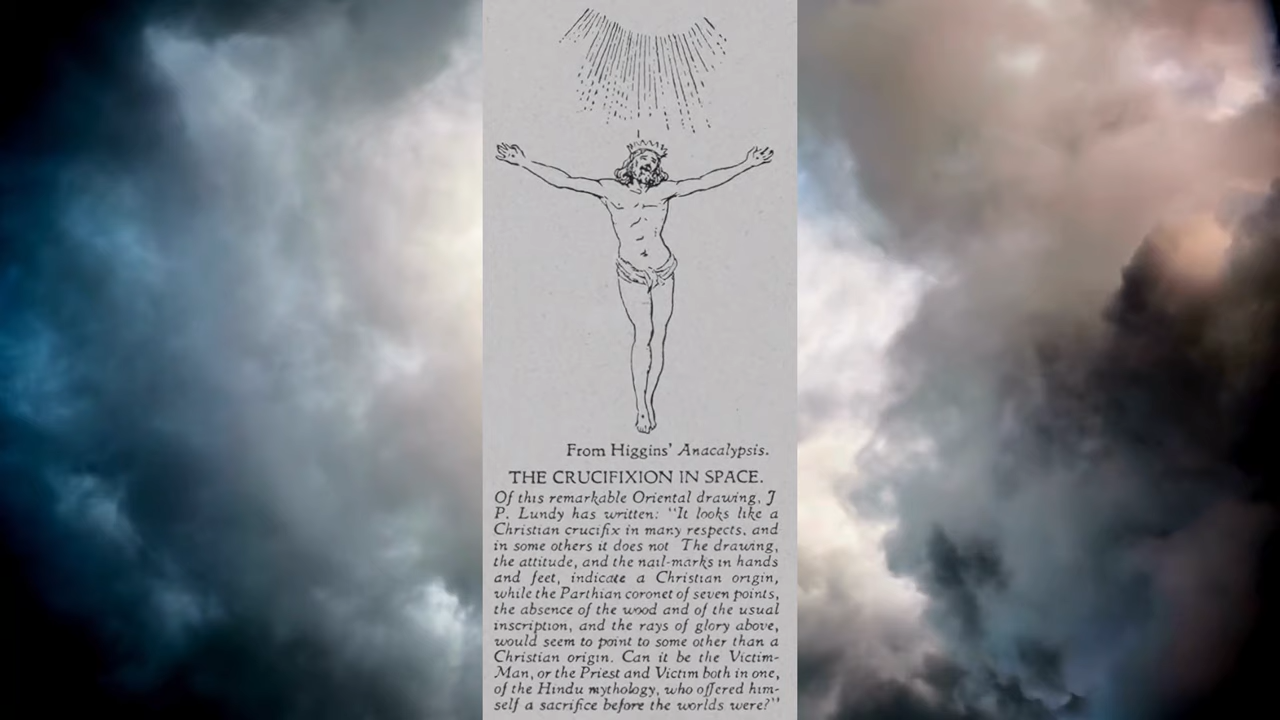 From Higgins' Anacalypsis.
THE CRUCIFIXION IN SPACE.
Of this remarkable Oriental drawing, J
P. Lundy has written: "It looks like a
Christian crucifix in many respects, and
in some others it does not The drawing,
the attitude, and the nail-marks in hands
and feet, indicate a Christian origin,
while the Parthian coronet of seven points,
the absence of the wood and of the usual
inscription, and the rays of glory above,
would seem to point to some other than a
Christian origin. Can it be the Victim-
Man, or the Priest and Victim both in one,
of the Hindu mythology, who offered him-
self a sacrifice before the worlds were?"